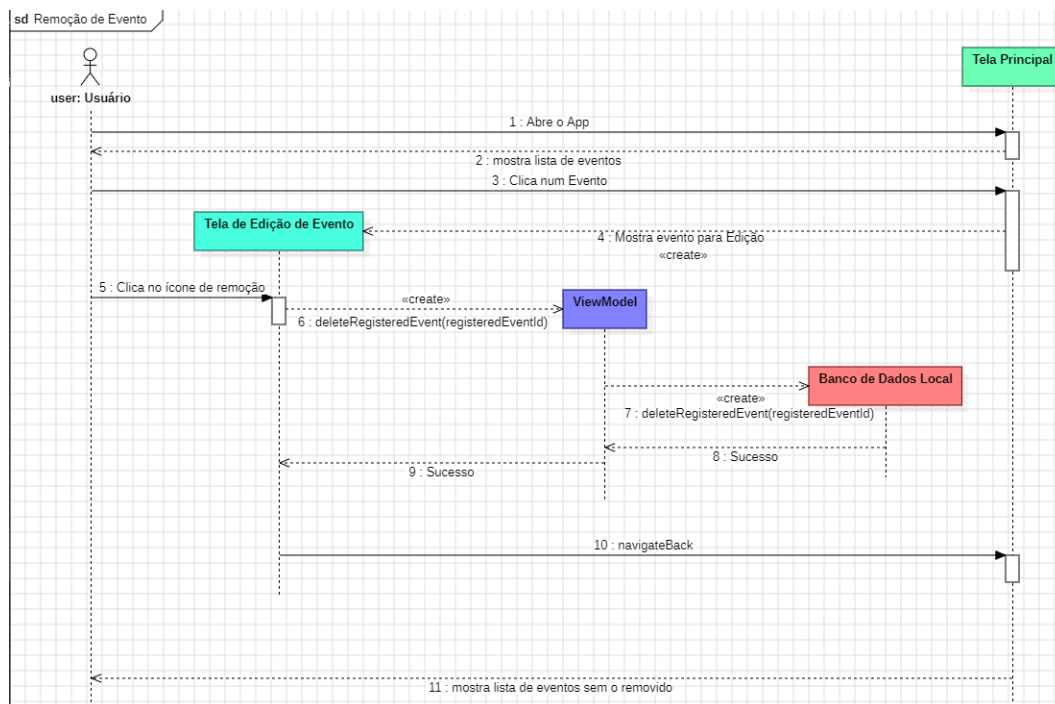 sd Remoção de Evento
user: Usuário
Tela Principal
1 : Abre o App
2 : mostra lista de eventos
3 : Clica num Evento
Tela de Edição de Evento
4 : Mostra evento para Edição
«create»
5 : Clica no ícone de remoção
«create»
6 : deleteRegisteredEvent(registeredEventId)
ViewModel
Banco de Dados Local
«create»
7 : deleteRegisteredEvent(registeredEventId)
8 : Sucesso
9 : Sucesso
10 : navigateBack
11 : mostra lista de eventos sem o removido